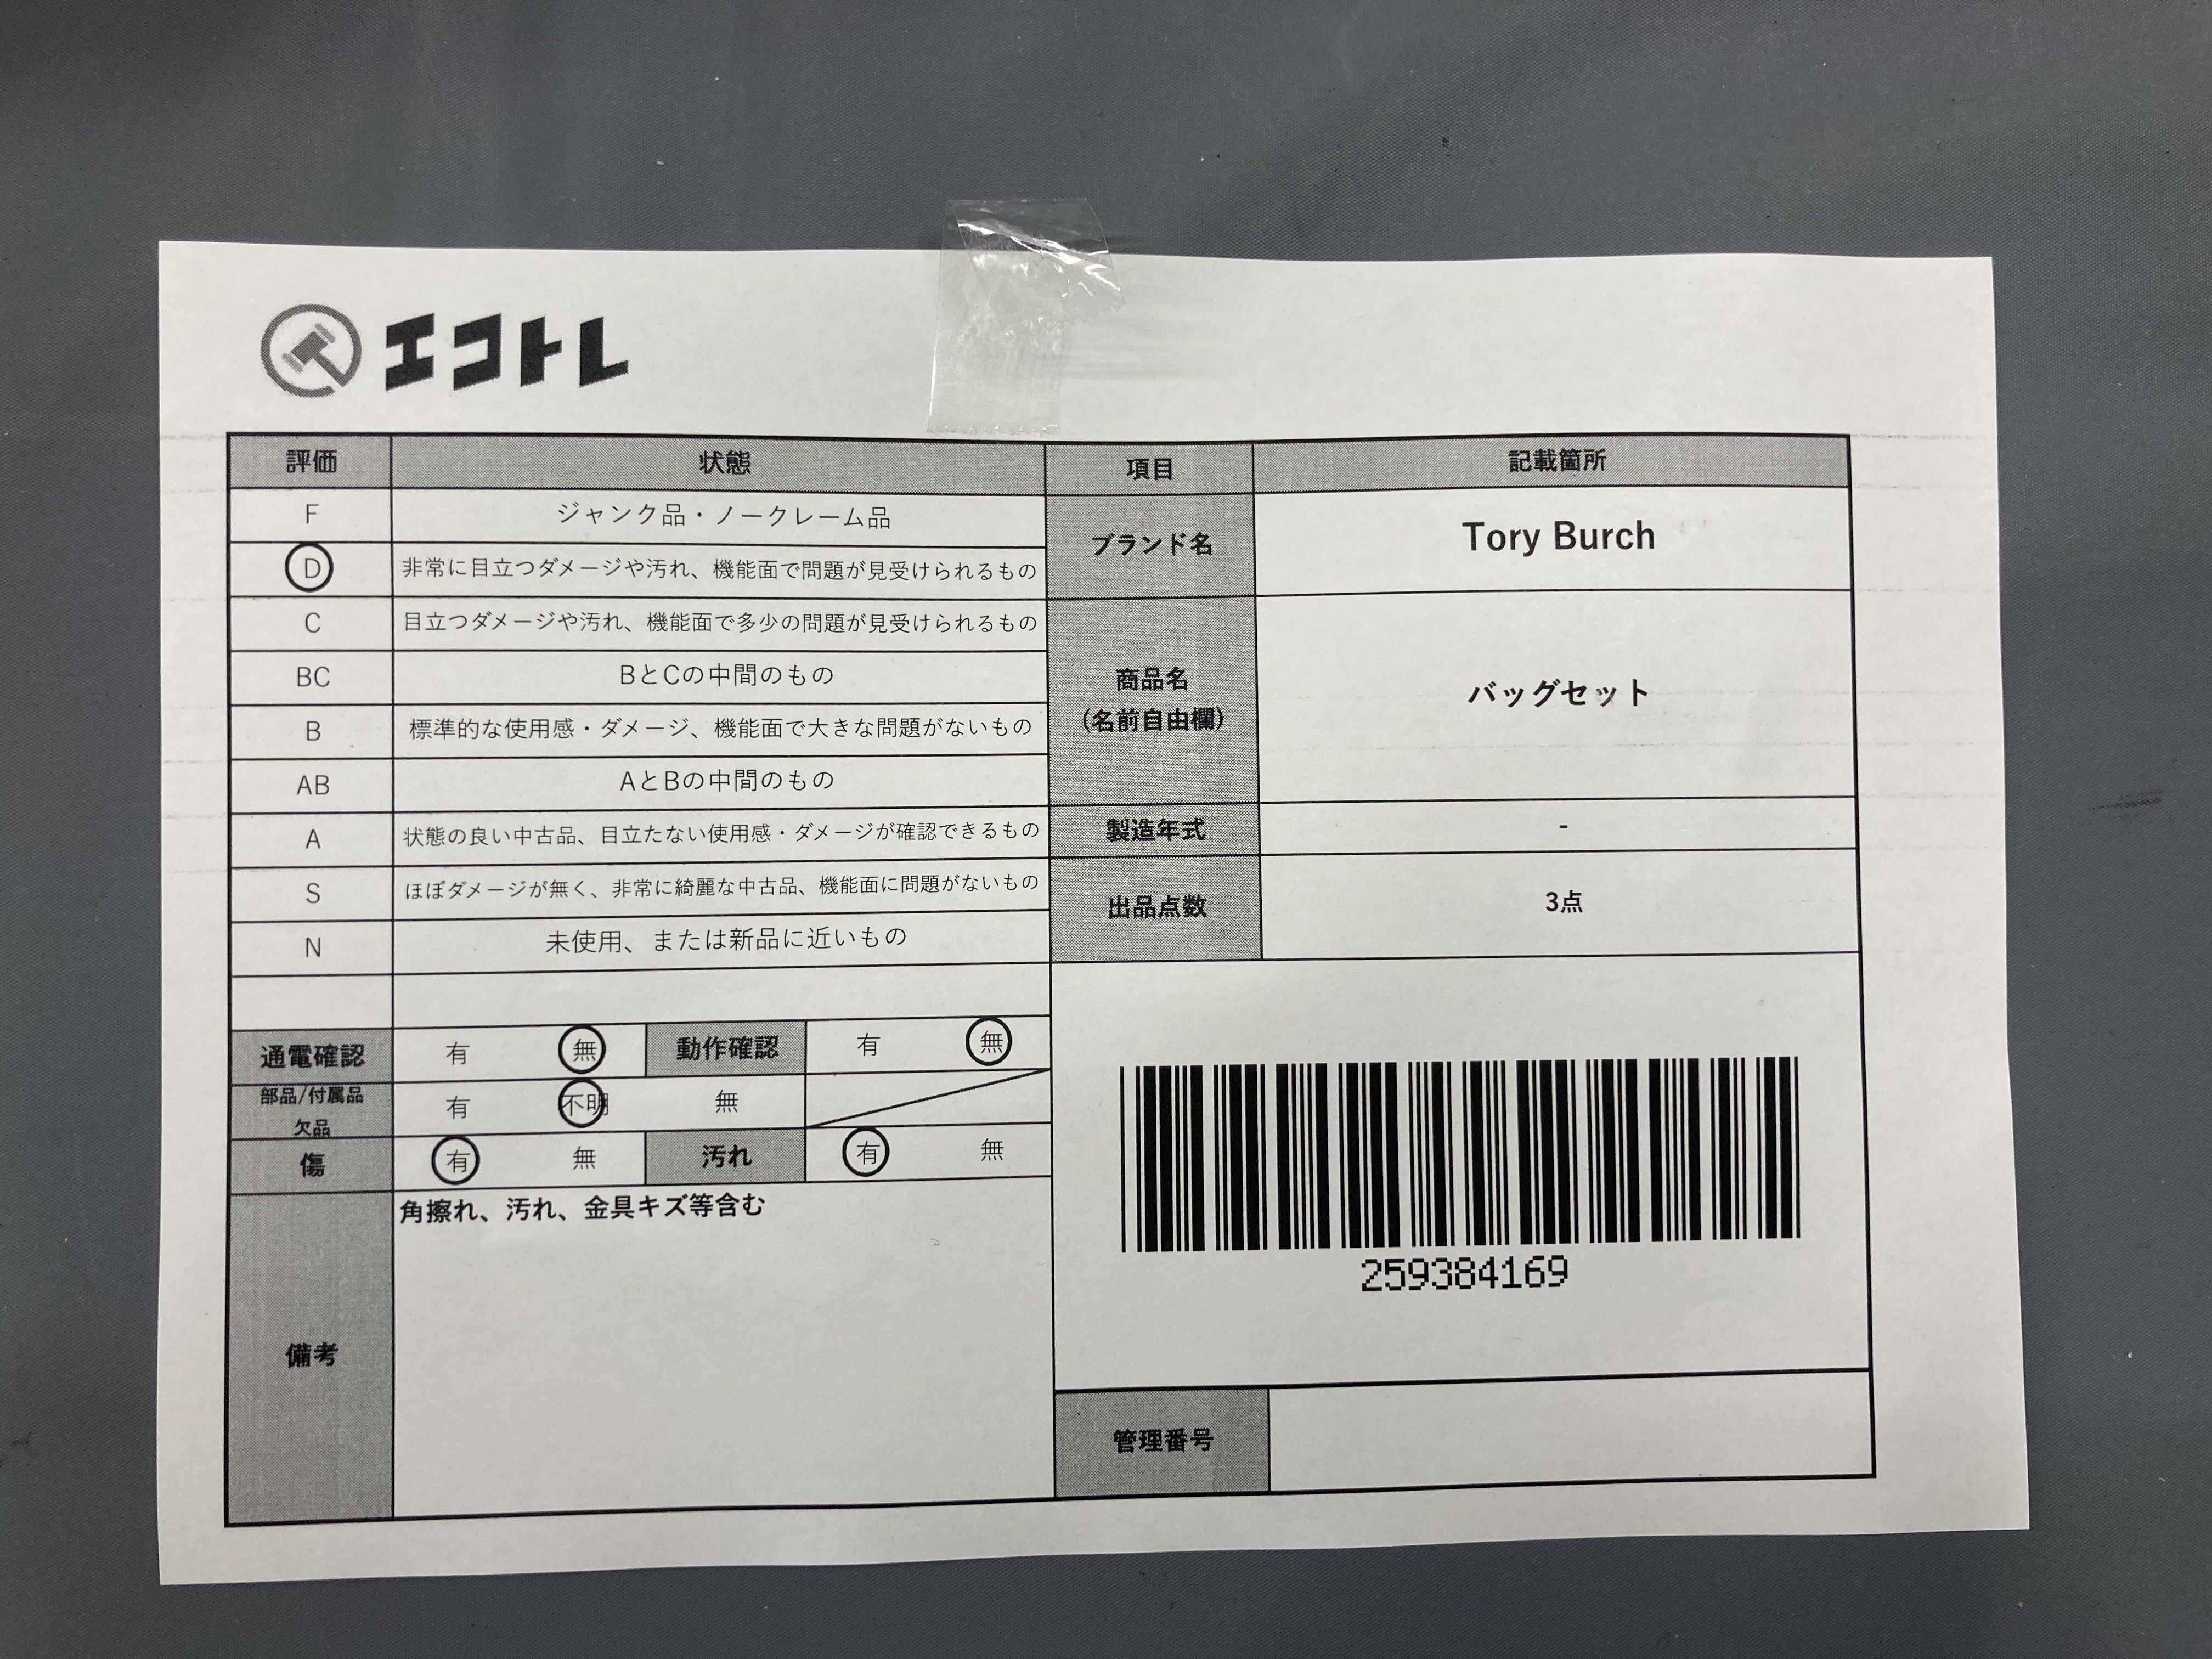 エコトレ
評価 状態 項目 記載箇所
F ジャンク品・ノークレーム品
D 非常に目立つダメージや汚れ、機能面で問題が見受けられるもの
C 目立つダメージや汚れ、機能面で多少の問題が見受けられるもの
BC BとCの中間のもの
B 標準的な使用感・ダメージ、機能面で大きな問題がないもの
AB AとBの中間のもの
A 状態の良い中古品、目立たない使用感・ダメージが確認できるもの
S ほぼダメージが無く、非常に綺麗な中古品、機能面に問題がないもの
N 未使用、または新品に近いもの
通電確認 有 無 動作確認 有 無
部品/付属品
欠品 有 不明 無
傷 有 無 汚れ 有 無
備考 角擦れ、汚れ、金具キズ等含む
ブランド名 Tory Burch
商品名
(名前自由欄) バッグセット
製造年式 -
出品点数 3点
259384169
管理番号